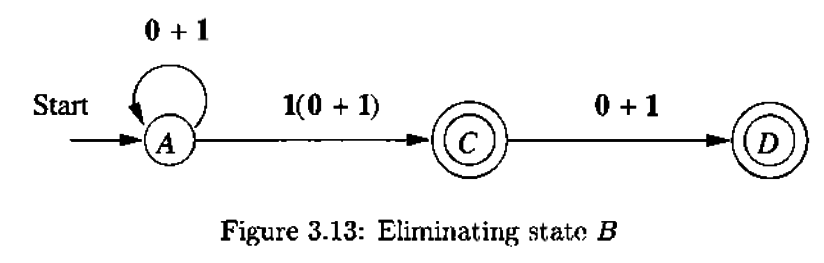 0 + 1
Start
1(0 + 1)
0 + 1
A
C
D
Figure 3.13: Eliminating state B